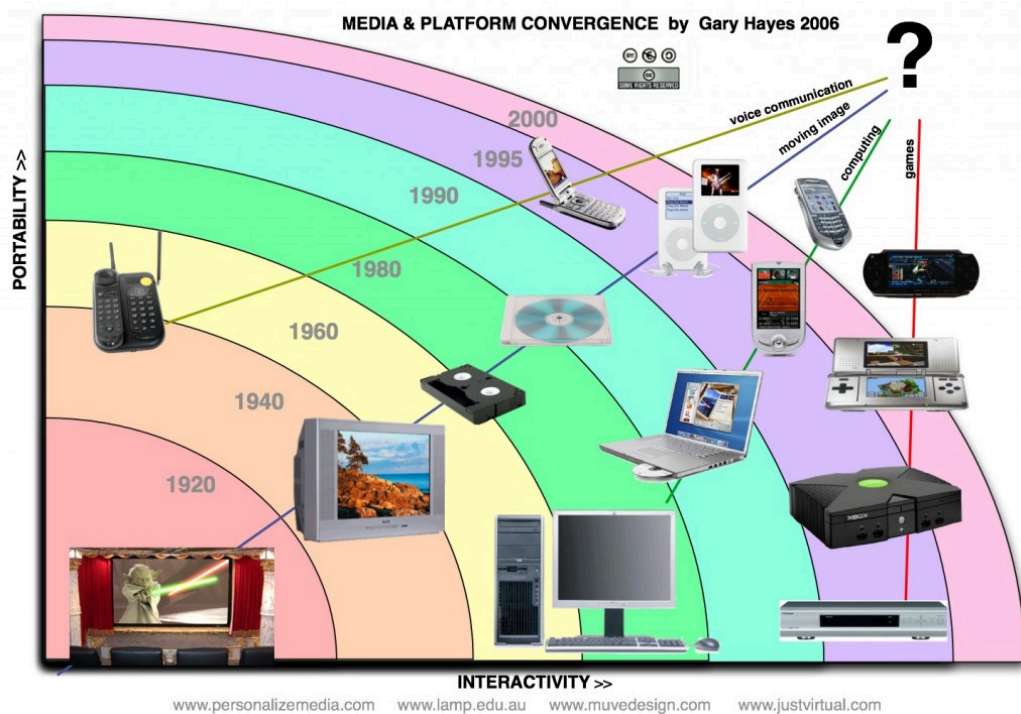 MEDIA & PLATFORM CONVERGENCE by Gary Hayes 2006
SOME RIGHTS RESERVED
?
voice communication
moving image
computing
games
2000
1995
1990
1980
1960
1940
1920
PORTABILITY >>
XBOX
INTERACTIVITY >>
www.personalizemedia.com www.lamp.edu.au www.muvedesign.com www.justvirtual.com